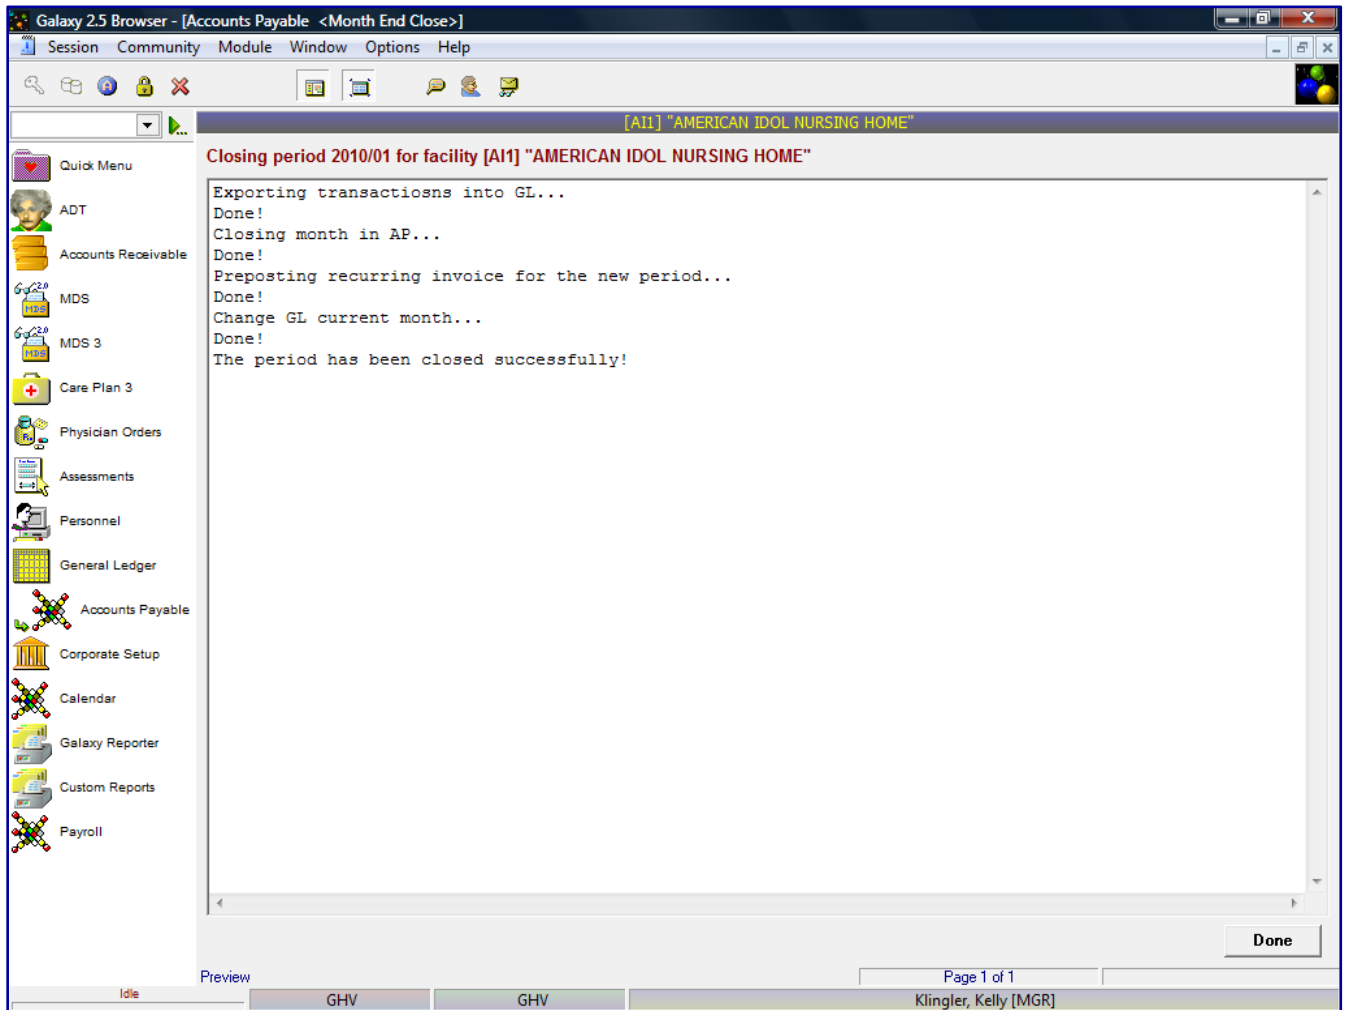 Galaxy 2.5 Browser - [Accounts Payable <Month End Close>]
Session Community Module Window Options Help
[AI1] "AMERICAN IDOL NURSING HOME"
Closing period 2010/01 for facility [AI1] "AMERICAN IDOL NURSING HOME"
Quick Menu
ADT
Accounts Receivable
MDS
MDS 3
Care Plan 3
Physician Orders
Assessments
Personnel
General Ledger
Accounts Payable
Corporate Setup
Calendar
Galaxy Reporter
Custom Reports
Payroll
Exporting transactiosns into GL...
Done!
Closing month in AP...
Done!
Preposting recurring invoice for the new period...
Done!
Change GL current month...
Done!
The period has been closed successfully!
Done
Preview
Page 1 of 1
Idle
GHV
GHV
Klingler, Kelly [MGR]